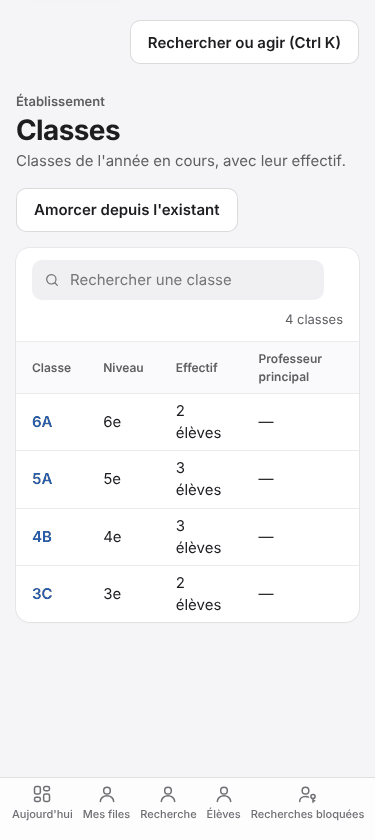 Rechercher ou agir (Ctrl K)
Établissement
Classes
Classes de l'année en cours, avec leur effectif.
Amorcer depuis l'existant
Rechercher une classe
4 classes
Classe Niveau Effectif Professeur principal
6A 6e 2 élèves —
5A 5e 3 élèves —
4B 4e 3 élèves —
3C 3e 2 élèves —
Aujourd'hui Mes files Recherche Élèves Recherches bloquées